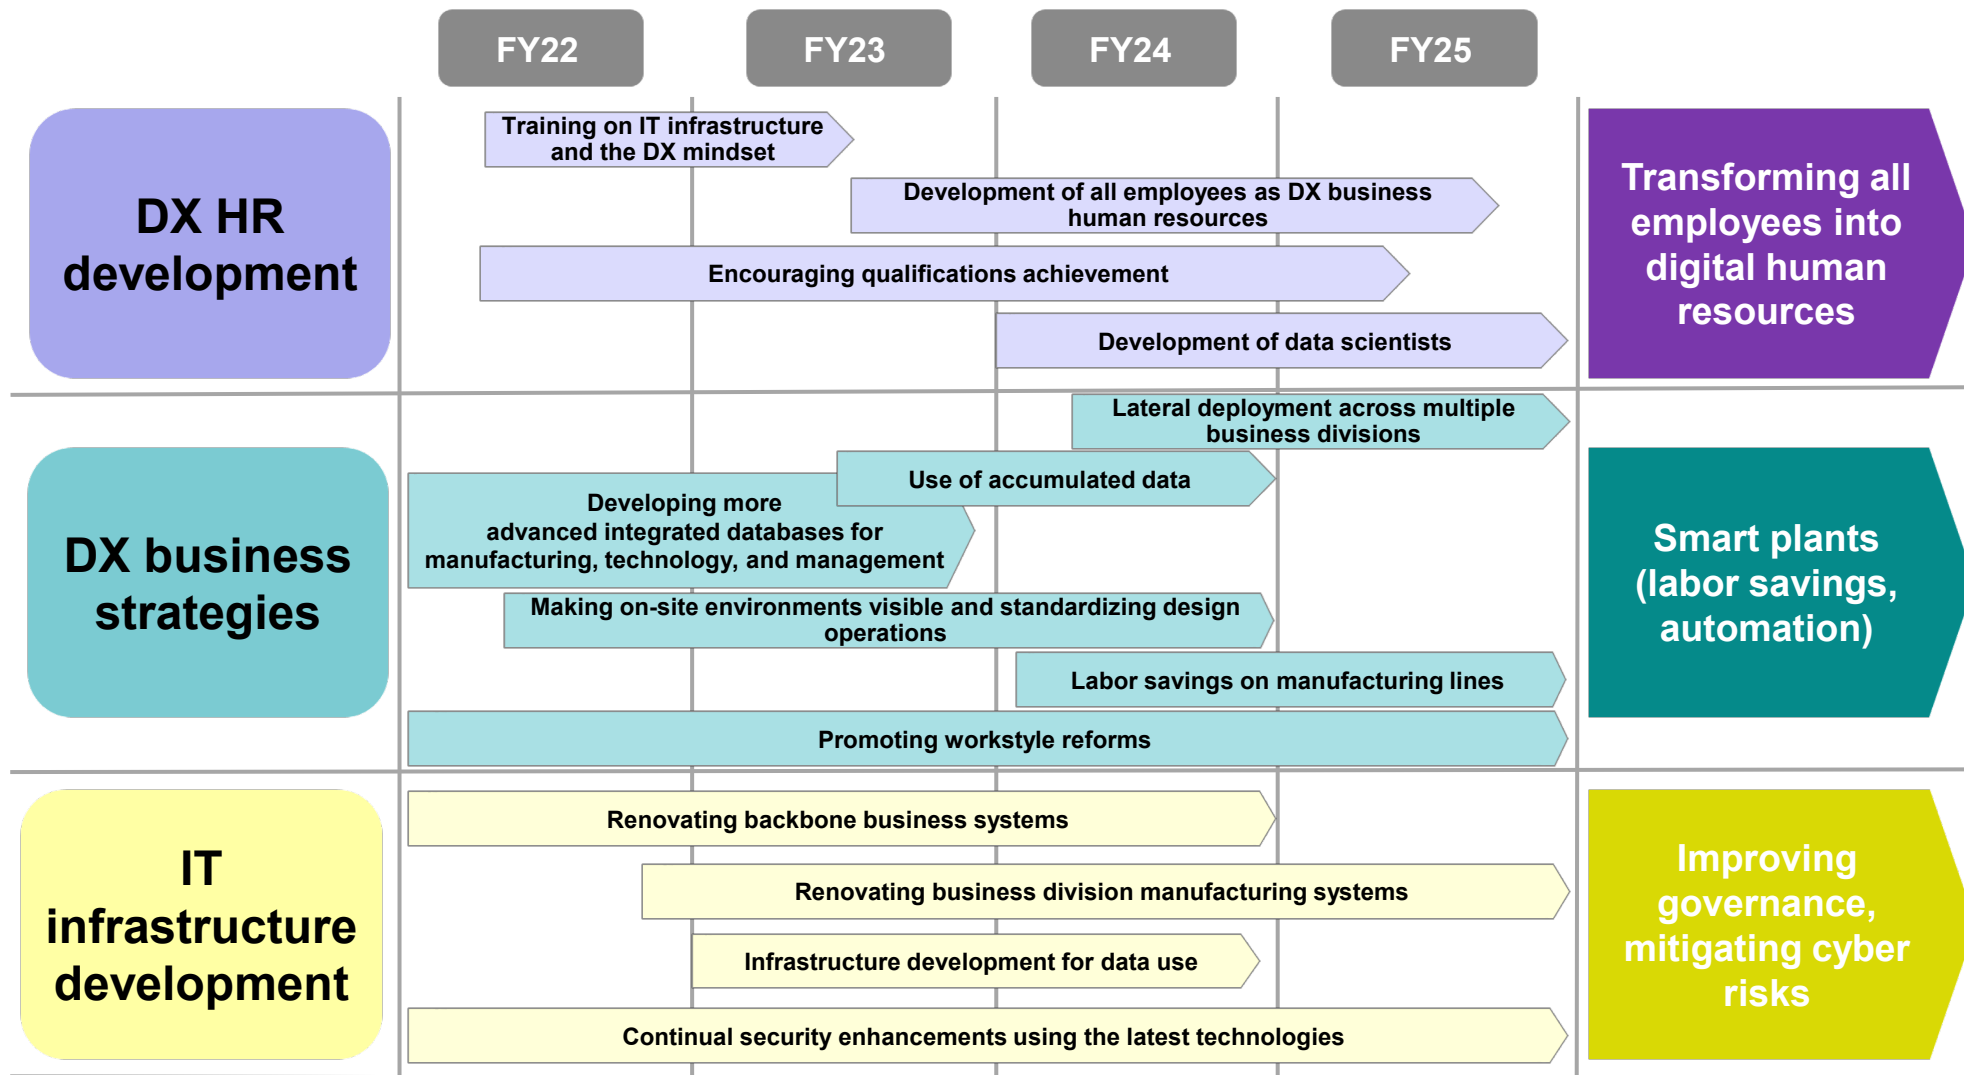 FY22
FY23
FY24
FY25
DX HR
development
Training on IT infrastructure
and the DX mindset
Development of all employees as DX business
human resources
Encouraging qualifications achievement
Development of data scientists
Transforming all
employees into
digital human
resources
DX business
strategies
Lateral deployment across multiple
business divisions
Use of accumulated data
Developing more
advanced integrated databases for
manufacturing, technology, and management
Making on-site environments visible and standardizing design
operations
Labor savings on manufacturing lines
Promoting workstyle reforms
Smart plants
(labor savings,
automation)
IT
infrastructure
development
Renovating backbone business systems
Renovating business division manufacturing systems
Infrastructure development for data use
Continual security enhancements using the latest technologies
Improving
governance,
mitigating cyber
risks